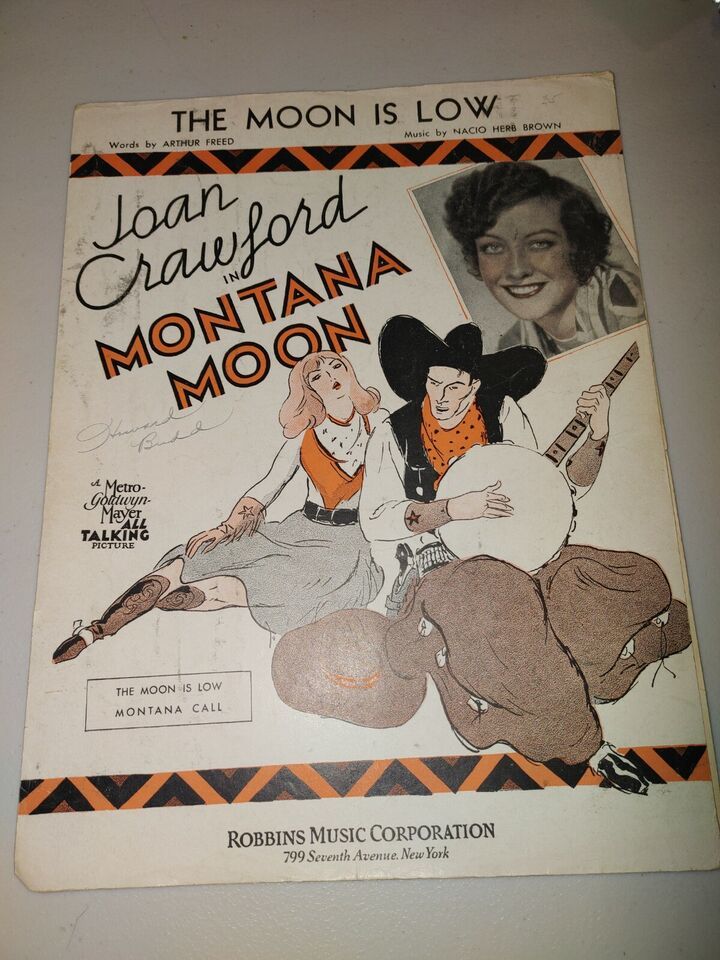 THE MOON IS LOW
Words by ARTHUR FREED
Music by NACIO HERB BROWN
Joan
Crawford
IN
MONTANA
MOON
Howard
A
Metro-
Goldwyn-
Mayer
ALL
TALKING
PICTURE
THE MOON IS LOW
MONTANA CALL
ROBBINS MUSIC CORPORATION
799 Seventh Avenue. New York